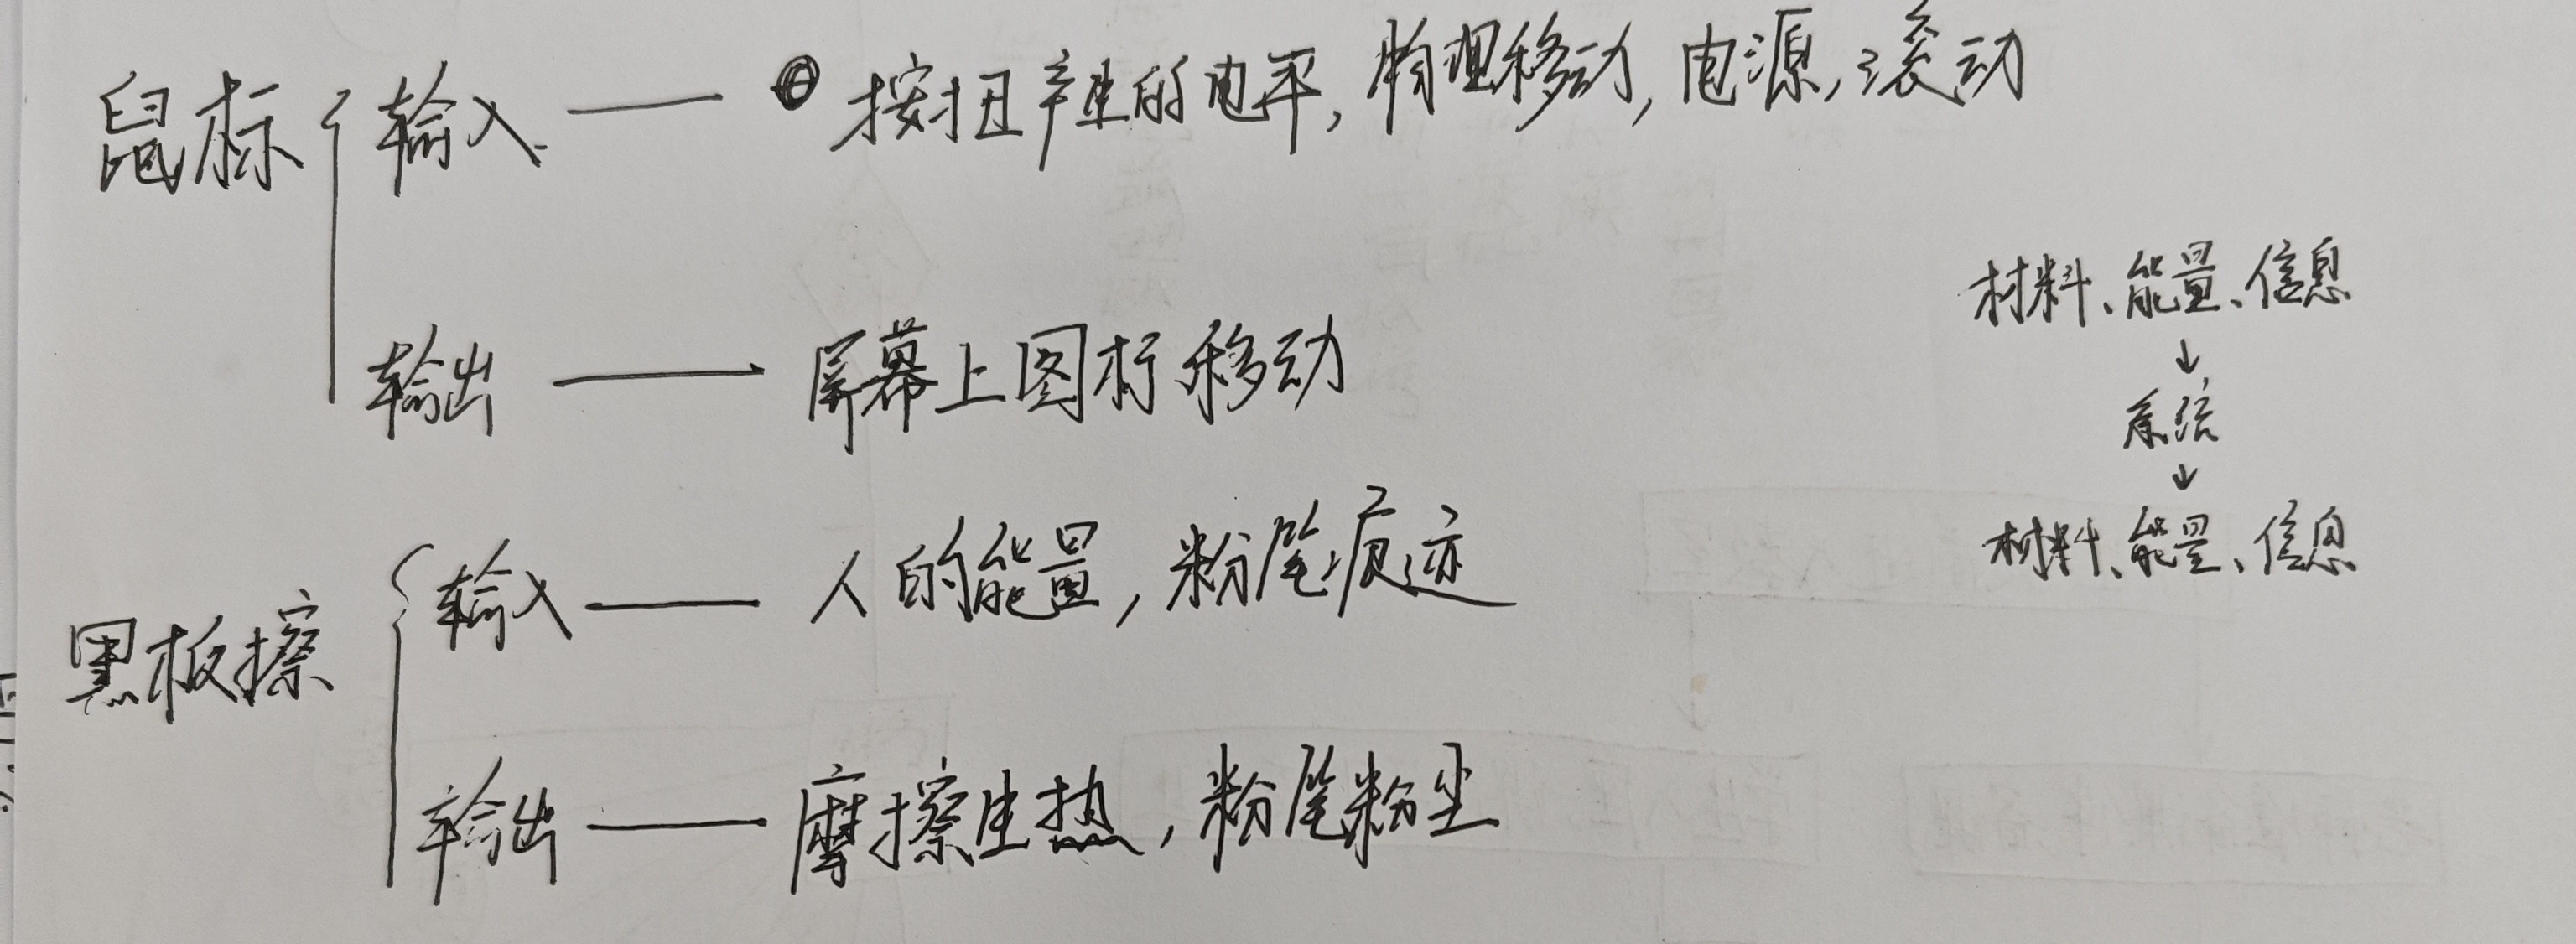 鼠标 { 输入 —— 按扭产生的电平, 物理移动, 电源, 滚动
输出 —— 屏幕上图标移动
黑板擦 { 输入 —— 人的能量, 粉笔痕迹
输出 —— 摩擦生热, 粉笔粉尘
材料、能量、信息
↓
系统
↓
材料、能量、信息